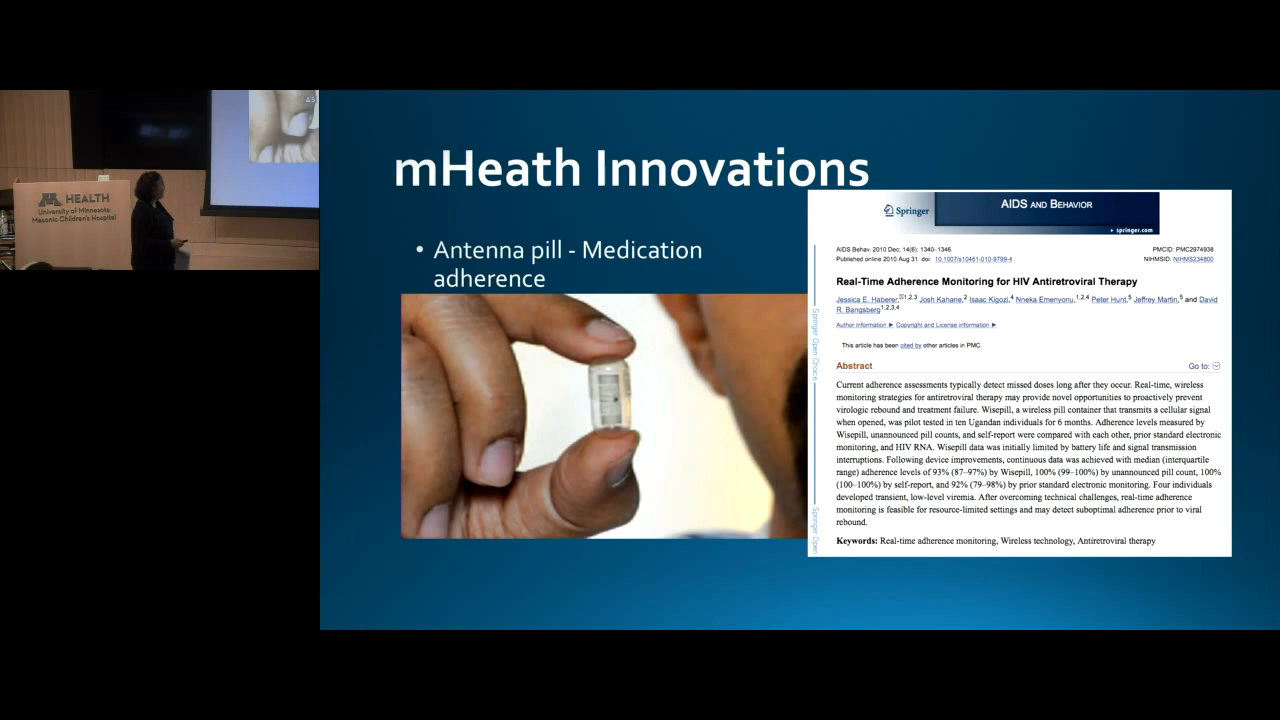 A S
M HEALTH
University of Minnesota
Masonic Children's Hospital
mHeath Innovations
• Antenna pill - Medication
adherence
Springer
AIDS AND BEHAVIOR
▸ springer.com
Springer Open Choice
Springer Open
AIDS Behav. 2010 Dec; 14(6): 1340–1346.
PMCID: PMC2974938
Published online 2010 Aug 31. doi: 10.1007/s10461-010-9799-4
NIHMSID: NIHMS234800
Real-Time Adherence Monitoring for HIV Antiretroviral Therapy
Jessica E. Haberer,1,2,3 Josh Kahane,2 Isaac Kigozi,4 Nneka Emenyonu,1,2,4 Peter Hunt,5 Jeffrey Martin,5 and David
R. Bangsberg1,2,3,4
Author information ► Copyright and License information ►
This article has been cited by other articles in PMC.
Abstract
Go to:
Current adherence assessments typically detect missed doses long after they occur. Real-time, wireless
monitoring strategies for antiretroviral therapy may provide novel opportunities to proactively prevent
virologic rebound and treatment failure. Wisepill, a wireless pill container that transmits a cellular signal
when opened, was pilot tested in ten Ugandan individuals for 6 months. Adherence levels measured by
Wisepill, unannounced pill counts, and self-report were compared with each other, prior standard electronic
monitoring, and HIV RNA. Wisepill data was initially limited by battery life and signal transmission
interruptions. Following device improvements, continuous data was achieved with median (interquartile
range) adherence levels of 93% (87–97%) by Wisepill, 100% (99–100%) by unannounced pill count, 100%
(100–100%) by self-report, and 92% (79–98%) by prior standard electronic monitoring. Four individuals
developed transient, low-level viremia. After overcoming technical challenges, real-time adherence
monitoring is feasible for resource-limited settings and may detect suboptimal adherence prior to viral
rebound.
Keywords: Real-time adherence monitoring, Wireless technology, Antiretroviral therapy